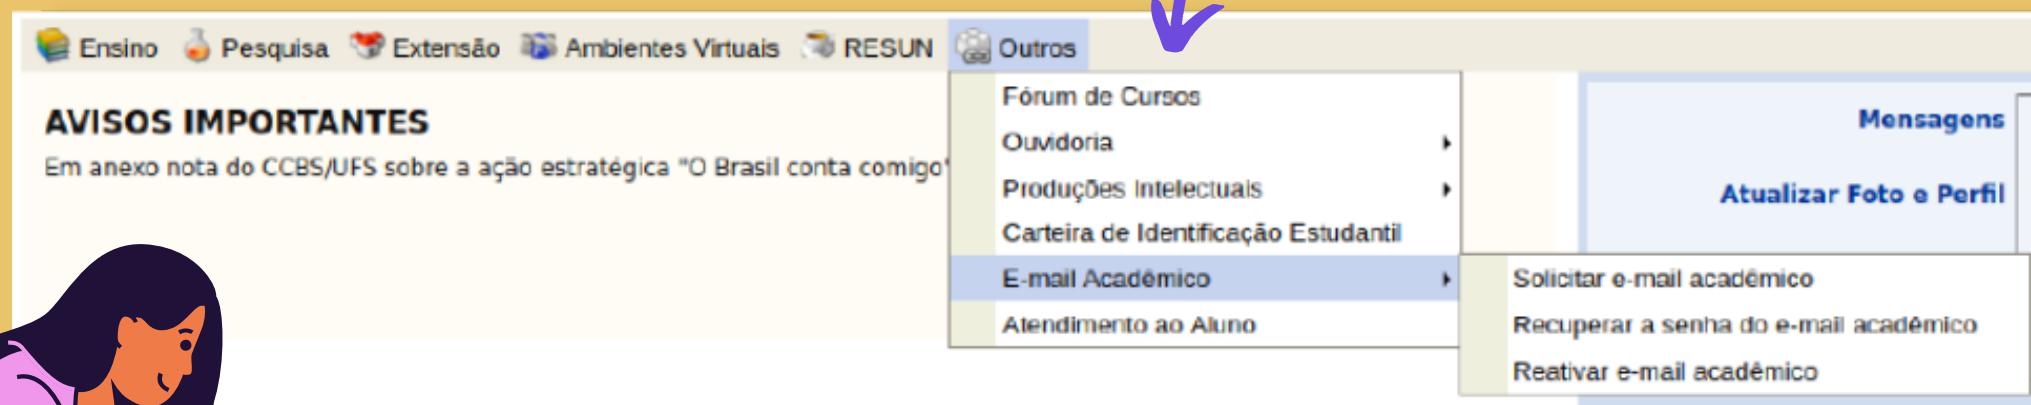 Ensino Pesquisa Extensão Ambientes Virtuais RESUN Outros
AVISOS IMPORTANTES
Em anexo nota do CCBS/UFS sobre a ação estratégica "O Brasil conta comigo"
Fórum de Cursos
Ouvidoria
Produções Intelectuais
Carteira de Identificação Estudantil
E-mail Acadêmico
Atendimento ao Aluno
Solicitar e-mail acadêmico
Recuperar a senha do e-mail acadêmico
Reativar e-mail acadêmico
Mensagens
Atualizar Foto e Perfil